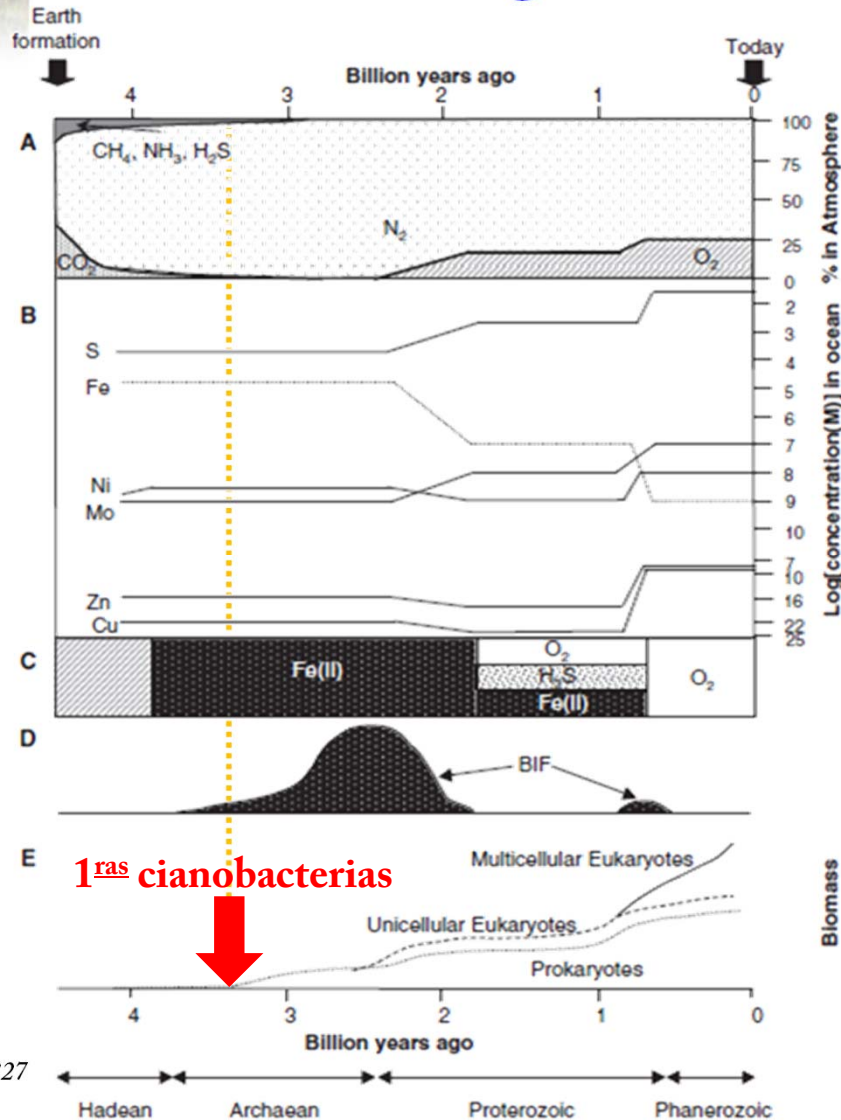 Earth
formation
Today
Billion years ago
4 3 2 1 0
A
CH₄, NH₃, H₂S
N₂
CO₂
O₂
100
75
50
25
0
% in Atmosphere
B
S
Fe
Ni
Mo
Zn
Cu
2
3
4
5
6
7
8
9
10
7
10
16
22
25
Log[concentration(M)] in ocean
C
Fe(II)
O₂
H₂S
Fe(II)
O₂
D
BIF
E
1ras cianobacterias
Multicellular Eukaryotes
Unicellular Eukaryotes
Prokaryotes
Biomass
4 3 2 1 0
Billion years ago
27
Hadean Archaean Proterozoic Phanerozoic